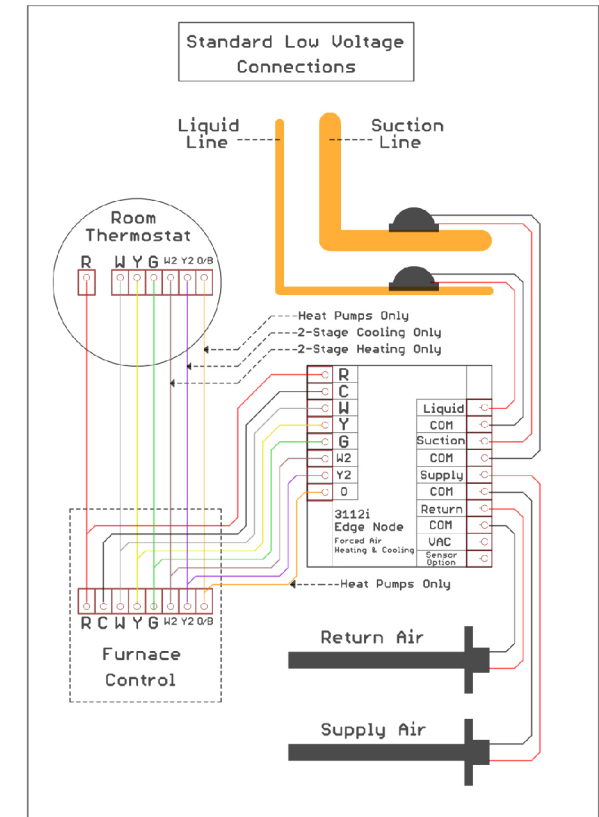 Standard Low Voltage
Connections
Liquid
Line
Suction
Line
Room
Thermostat
R W Y G W2 Y2 O/B
Heat Pumps Only
2-Stage Cooling Only
2-Stage Heating Only
R
C
W
Y
G
W2
Y2
O
Liquid
COM
Suction
COM
Supply
COM
Return
COM
VAC
Sensor
Option
3112i
Edge Node
Forced Air
Heating & Cooling
Heat Pumps Only
R C W Y G W2 Y2 O/B
Furnace
Control
Return Air
Supply Air